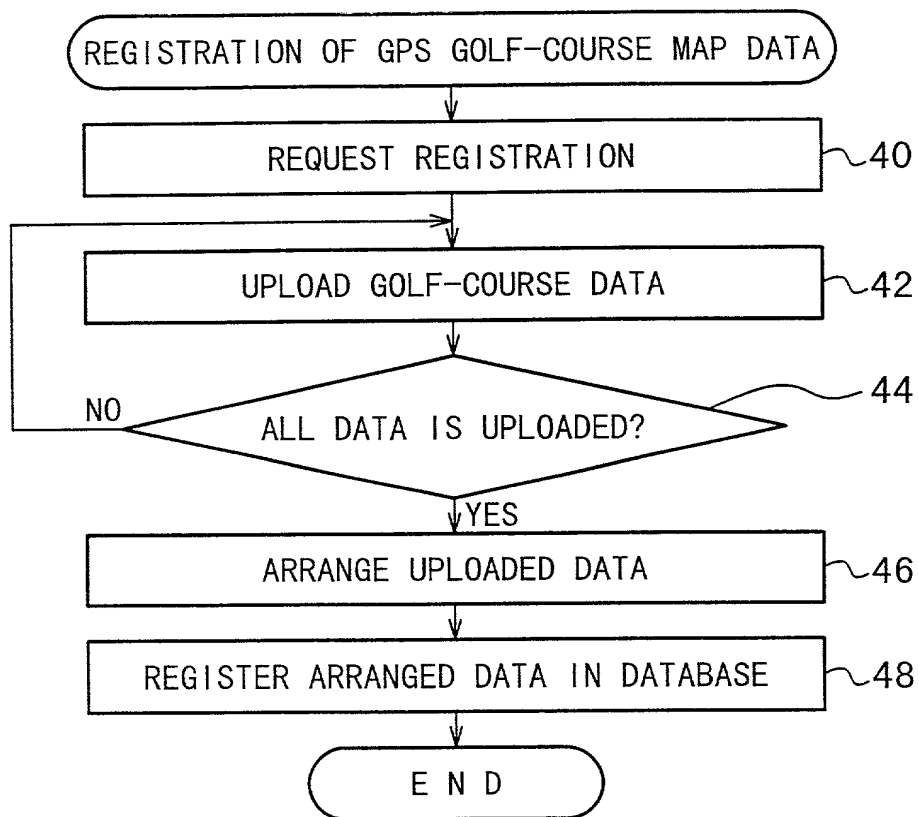 REGISTRATION OF GPS GOLF-COURSE MAP DATA
REQUEST REGISTRATION
40
UPLOAD GOLF-COURSE DATA
42
44
NO
ALL DATA IS UPLOADED?
YES
ARRANGE UPLOADED DATA
46
REGISTER ARRANGED DATA IN DATABASE
48
END